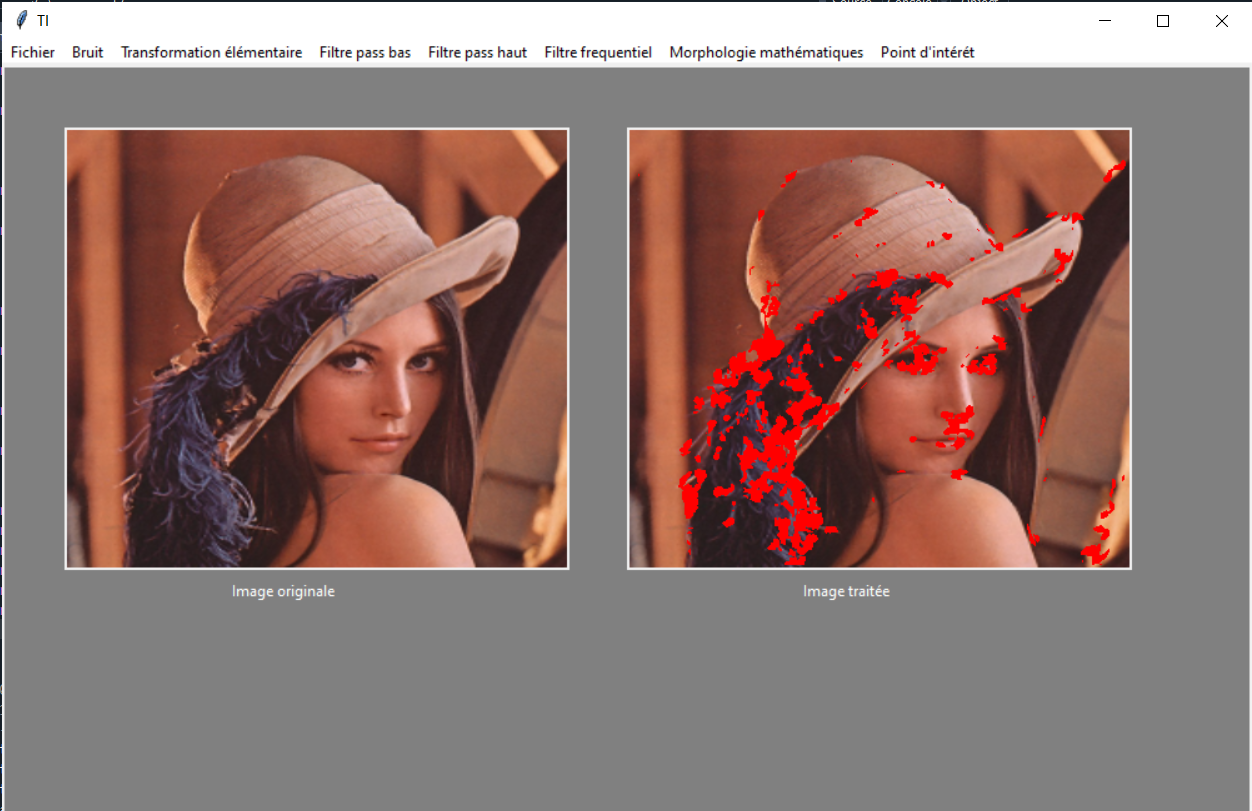 TI
Fichier Bruit Transformation élémentaire Filtre pass bas Filtre pass haut Filtre frequentiel Morphologie mathématiques Point d'intérét
Image originale Image traitée